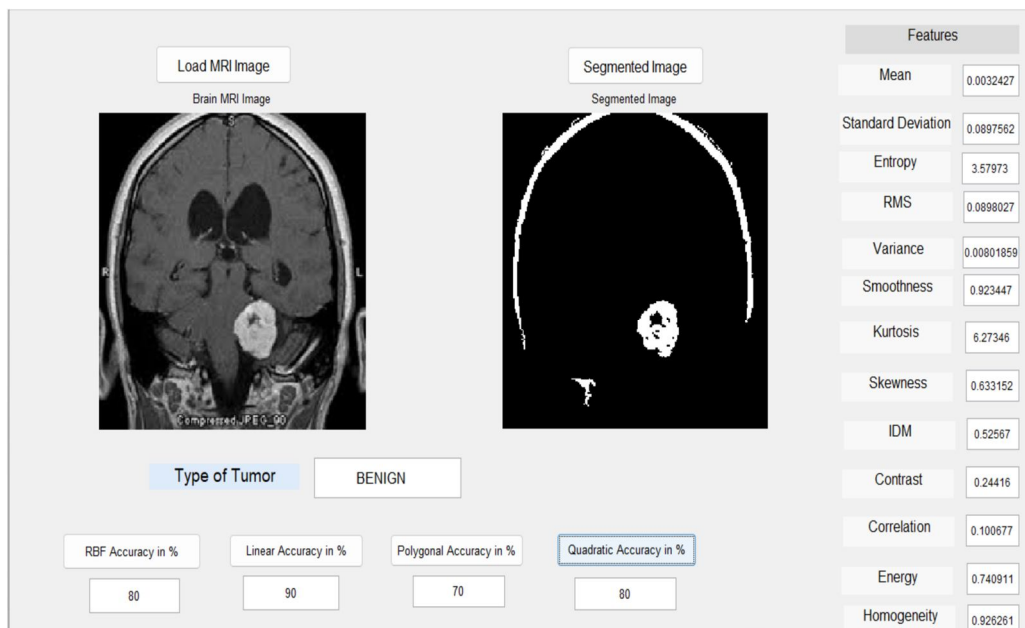 Load MRI Image
Brain MRI Image
S
R
L
Compressed JPEG_90
Segmented Image
Segmented Image
Type of Tumor
BENIGN
RBF Accuracy in %
80
Linear Accuracy in %
90
Polygonal Accuracy in %
70
Quadratic Accuracy in %
80
Features
Mean
0.0032427
Standard Deviation
0.0897562
Entropy
3.57973
RMS
0.0898027
Variance
0.00801859
Smoothness
0.923447
Kurtosis
6.27346
Skewness
0.633152
IDM
0.52567
Contrast
0.24416
Correlation
0.100677
Energy
0.740911
Homogeneity
0.926261